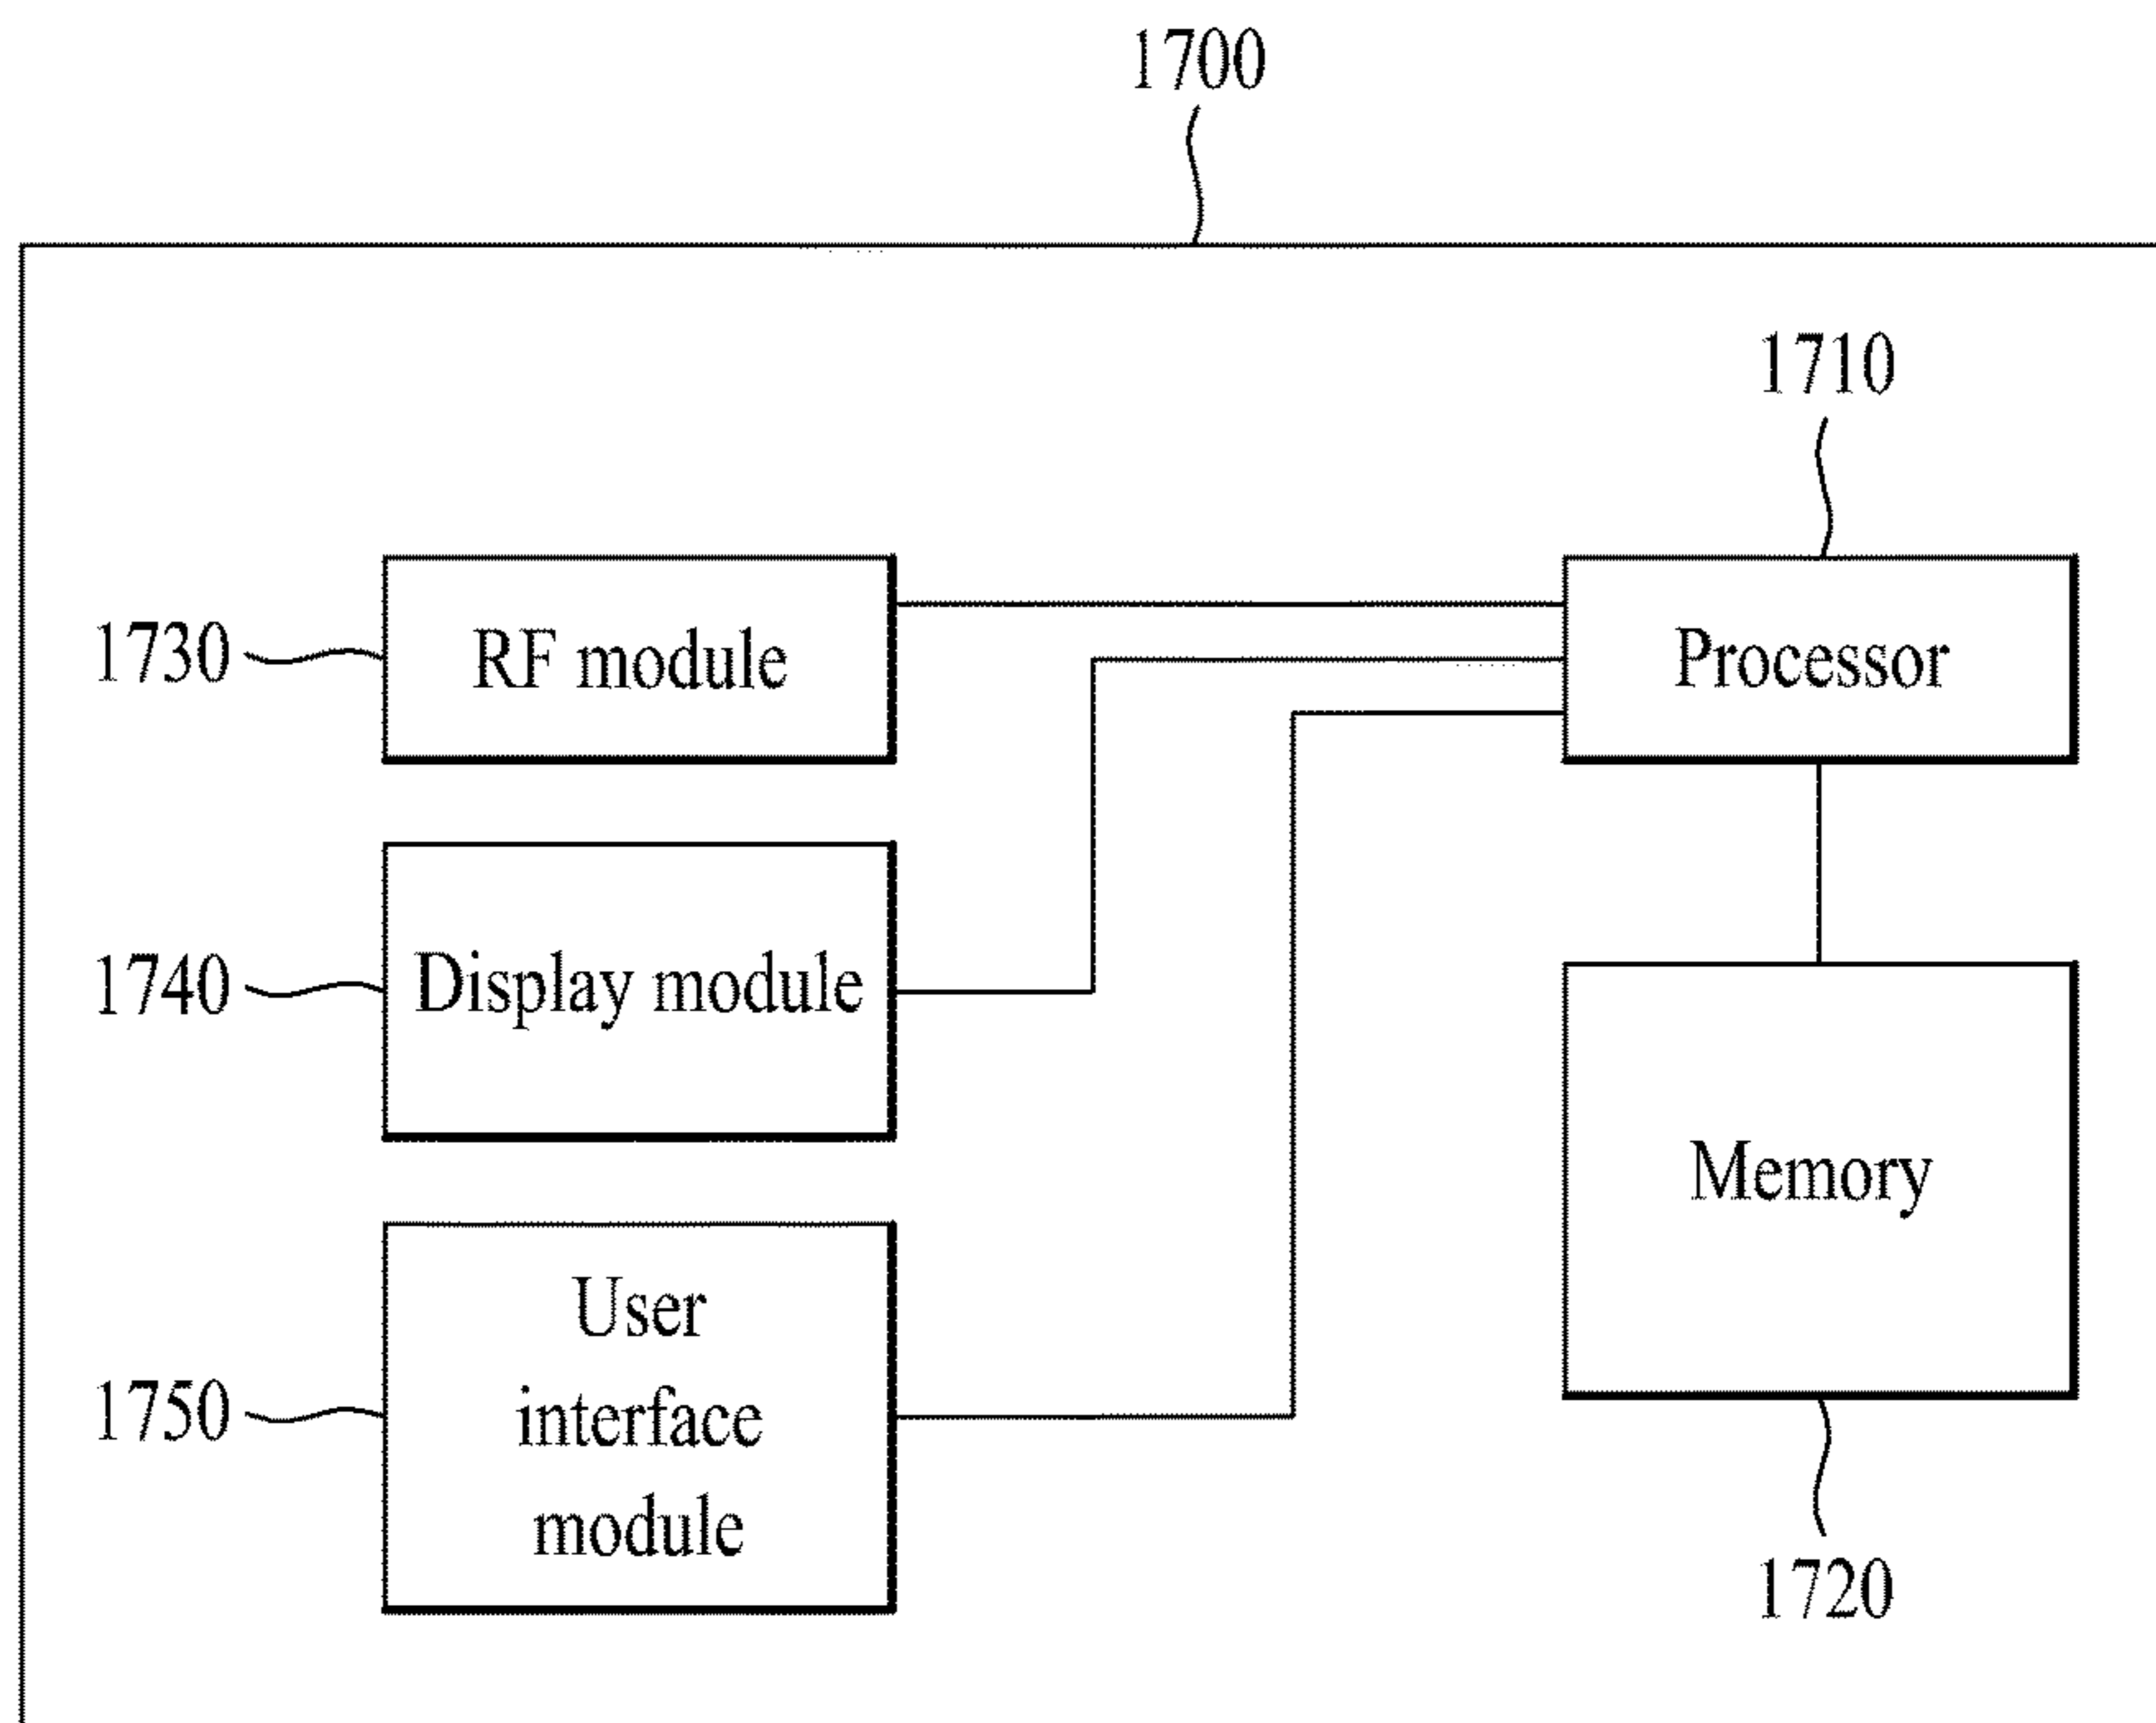 1700
1710
1730
RF module
Processor
1740
Display module
Memory
1750
User
interface
module
1720